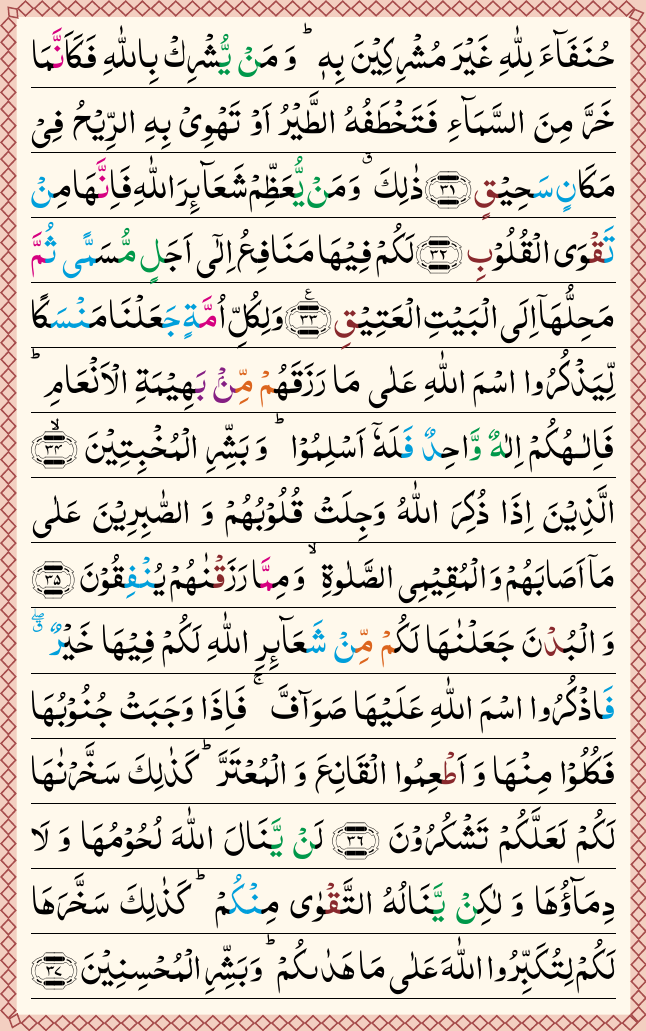 حُنَفَآءَ لِلّٰهِ غَيْرَ مُشْرِكِيْنَ بِهٖ ؕ وَ مَنْ يُّشْرِكْ بِاللّٰهِ فَكَاَنَّمَا
خَرَّ مِنَ السَّمَآءِ فَتَخْطَفُهُ الطَّيْرُ اَوْ تَهْوِىْ بِهِ الرِّيْحُ فِىْ
مَكَانٍ سَحِيْقٍ ۝۳۱ ذٰلِكَ ۗ وَ مَنْ يُّعَظِّمْ شَعَآئِرَ اللّٰهِ فَاِنَّهَا مِنْ
تَقْوَى الْقُلُوْبِ ۝۳۲ لَكُمْ فِيْهَا مَنَافِعُ اِلٰٓى اَجَلٍ مُّسَمًّى ثُمَّ
مَحِلُّهَاۤ اِلَى الْبَيْتِ الْعَتِيْقِ ۝۳۳ ع وَلِكُلِّ اُمَّةٍ جَعَلْنَا مَنْسَكًا
لِّيَذْكُرُوا اسْمَ اللّٰهِ عَلٰى مَا رَزَقَهُمْ مِّنْۢ بَهِيْمَةِ الْاَنْعَامِ ؕ
فَاِلٰـهُكُمْ اِلٰهٌ وَّاحِدٌ فَلَهٗۤ اَسْلِمُوْا ؕ وَ بَشِّرِ الْمُخْبِتِيْنَ ۝۳۴ ۙ
الَّذِيْنَ اِذَا ذُكِرَ اللّٰهُ وَجِلَتْ قُلُوْبُهُمْ وَ الصّٰبِرِيْنَ عَلٰى
مَاۤ اَصَابَهُمْ وَ الْمُقِيْمِى الصَّلٰوةِ ۙ وَ مِمَّا رَزَقْنٰهُمْ يُنْفِقُوْنَ ۝۳۵
وَ الْبُدْنَ جَعَلْنٰهَا لَكُمْ مِّنْ شَعَآئِرِ اللّٰهِ لَكُمْ فِيْهَا خَيْرٌ ۖ ق
فَاذْكُرُوا اسْمَ اللّٰهِ عَلَيْهَا صَوَآفَّ ۚ فَاِذَا وَجَبَتْ جُنُوْبُهَا
فَكُلُوْا مِنْهَا وَ اَطْعِمُوا الْقَانِعَ وَ الْمُعْتَرَّ ؕ كَذٰلِكَ سَخَّرْنٰهَا
لَكُمْ لَعَلَّكُمْ تَشْكُرُوْنَ ۝۳۶ لَنْ يَّنَالَ اللّٰهَ لُحُوْمُهَا وَ لَا
دِمَآؤُهَا وَ لٰكِنْ يَّنَالُهُ التَّقْوٰى مِنْكُمْ ؕ كَذٰلِكَ سَخَّرَهَا
لَكُمْ لِتُكَبِّرُوا اللّٰهَ عَلٰى مَا هَدٰٮكُمْ ؕ وَ بَشِّرِ الْمُحْسِنِيْنَ ۝۳۷